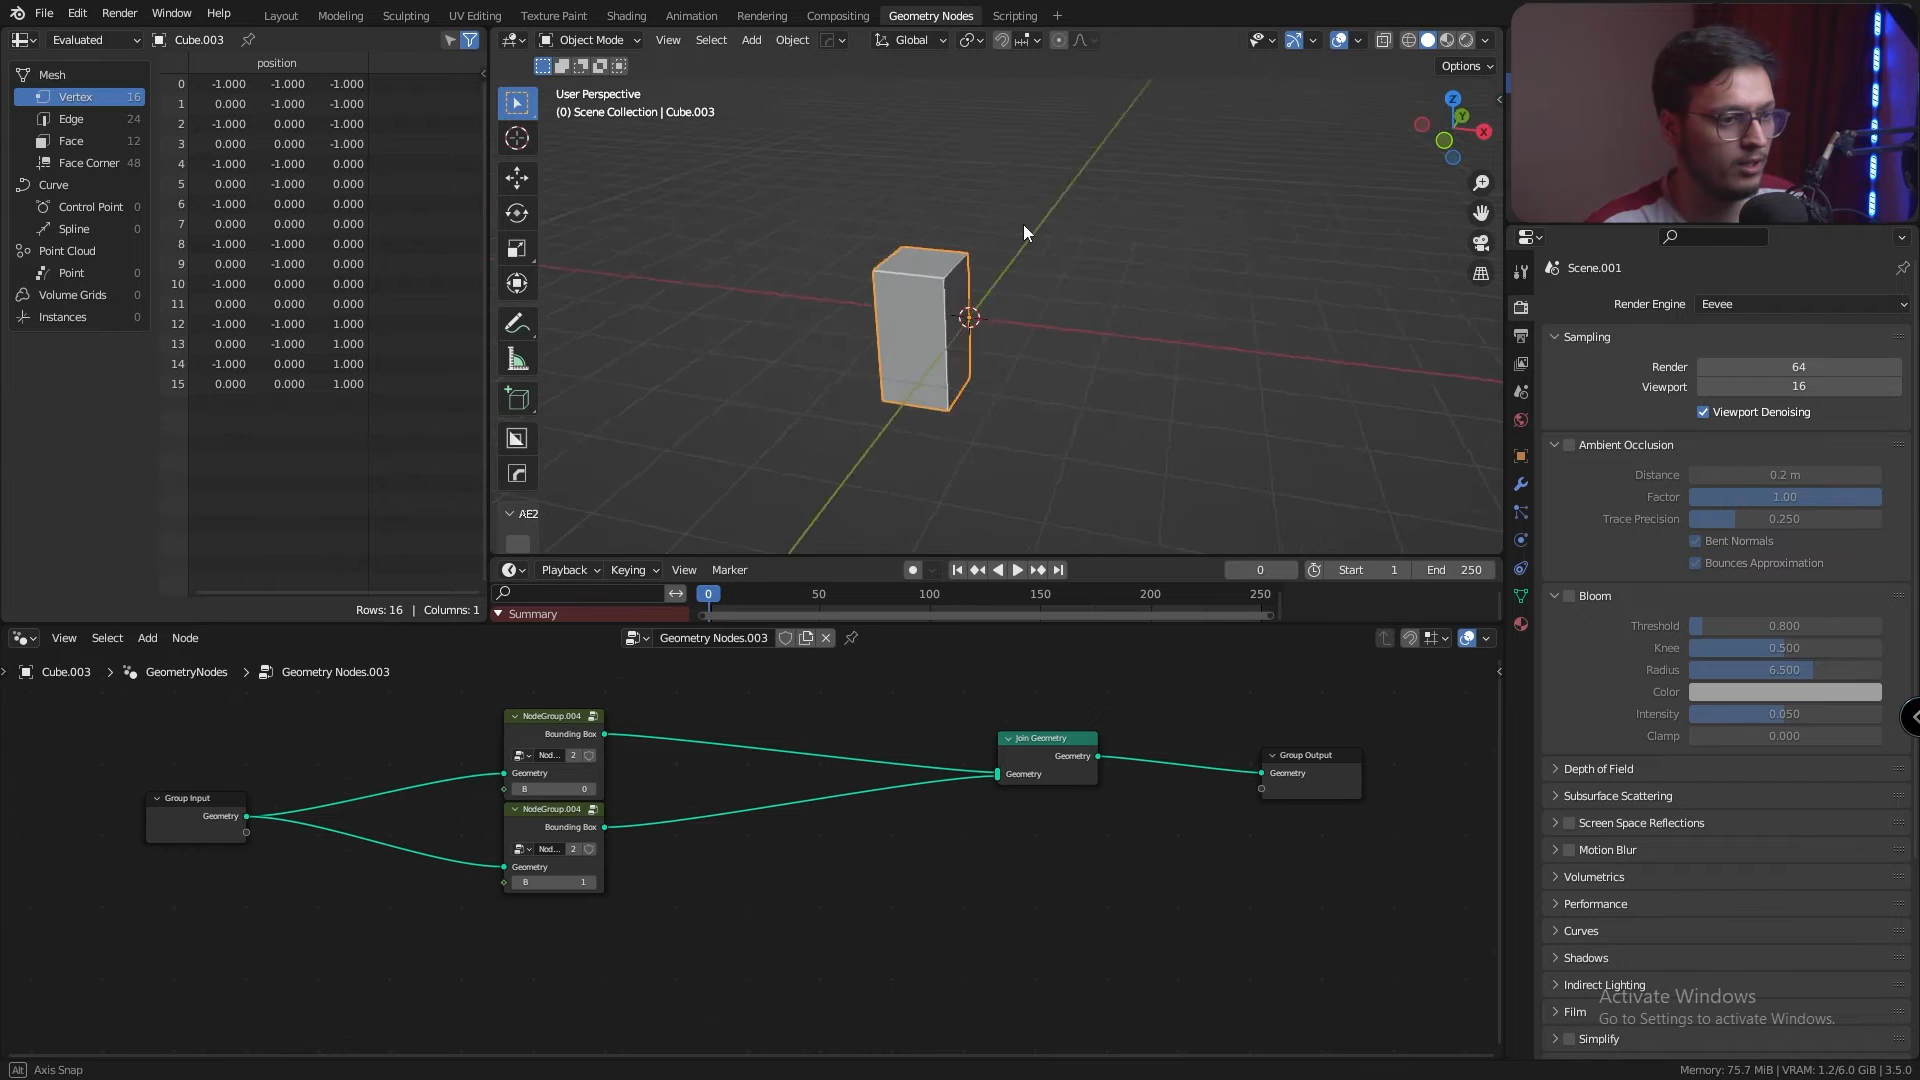 File Edit Render Window Help Layout Modeling Sculpting UV Editing Texture Paint Shading Animation Rendering Compositing Geometry Nodes Scripting +
Evaluated Cube.003
position
Mesh
Vertex 16
Edge 24
Face 12
Face Corner 48
Curve
Control Point 0
Spline 0
Point Cloud
Point 0
Volume Grids 0
Instances 0
0 -1.000 -1.000 -1.000
1 0.000 -1.000 -1.000
2 -1.000 0.000 -1.000
3 0.000 0.000 -1.000
4 -1.000 -1.000 0.000
5 0.000 -1.000 0.000
6 -1.000 0.000 0.000
7 0.000 0.000 0.000
8 -1.000 -1.000 0.000
9 0.000 -1.000 0.000
10 -1.000 0.000 0.000
11 0.000 0.000 0.000
12 -1.000 -1.000 1.000
13 0.000 -1.000 1.000
14 -1.000 0.000 1.000
15 0.000 0.000 1.000
Rows: 16 | Columns: 1
Object Mode View Select Add Object Global
Options
User Perspective
(0) Scene Collection | Cube.003
Z
Y
X
AE2
Playback Keying View Marker 0 Start 1 End 250
0 50 100 150 200 250
Summary
View Select Add Node Geometry Nodes.003
Cube.003 > GeometryNodes > Geometry Nodes.003
Group Input
Geometry
NodeGroup.004
Bounding Box
Nod... 2
Geometry
B 0
NodeGroup.004
Bounding Box
Nod... 2
Geometry
B 1
Join Geometry
Geometry
Geometry
Group Output
Geometry
Scene.001
Render Engine Eevee
Sampling
Render 64
Viewport 16
Viewport Denoising
Ambient Occlusion
Distance 0.2 m
Factor 1.00
Trace Precision 0.250
Bent Normals
Bounces Approximation
Bloom
Threshold 0.800
Knee 0.500
Radius 6.500
Color
Intensity 0.050
Clamp 0.000
Depth of Field
Subsurface Scattering
Screen Space Reflections
Motion Blur
Volumetrics
Performance
Curves
Shadows
Indirect Lighting
Film
Simplify
Activate Windows
Go to Settings to activate Windows.
Alt Axis Snap
Memory: 75.7 MiB | VRAM: 1.2/6.0 GiB | 3.5.0